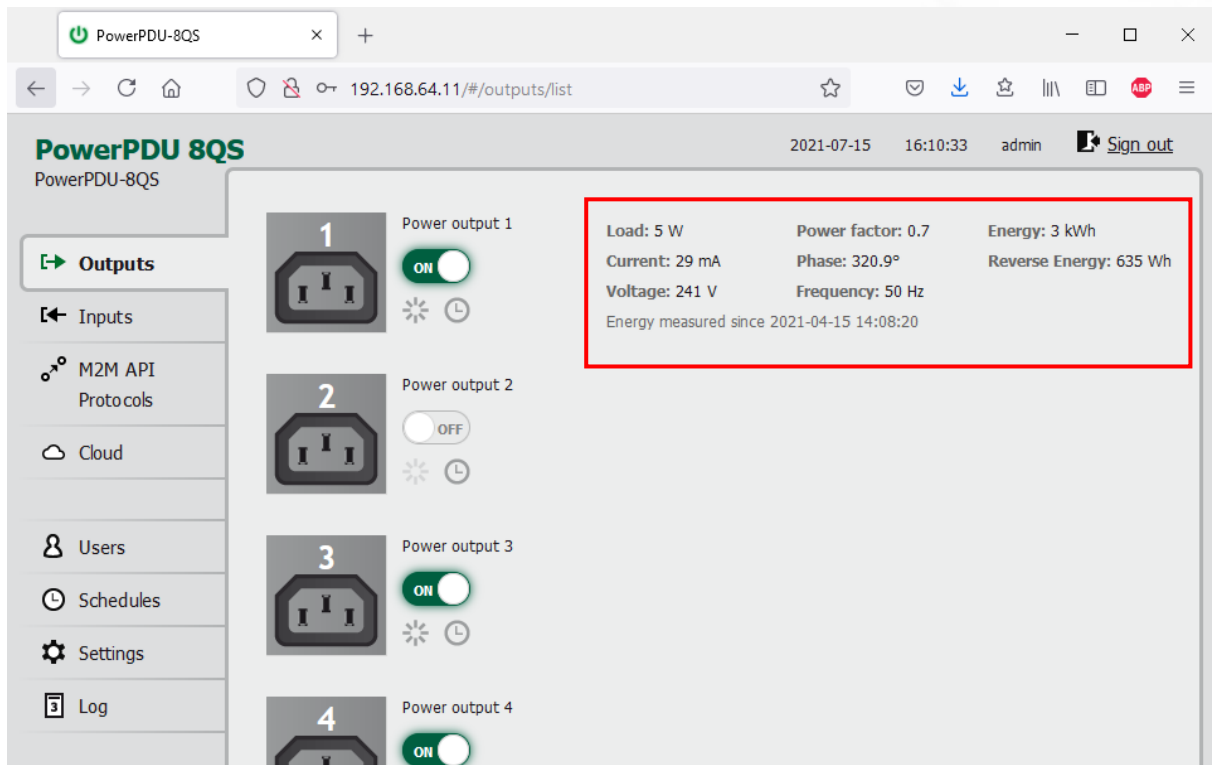 PowerPDU-8QS
192.168.64.11/#/outputs/list
ABP
PowerPDU 8QS
PowerPDU-8QS
2021-07-15 16:10:33 admin Sign out
Outputs
Inputs
M2M API
Protocols
Cloud
Users
Schedules
Settings
3
Log
1
Power output 1
ON
Load: 5 W
Power factor: 0.7
Energy: 3 kWh
Current: 29 mA
Phase: 320.9°
Reverse Energy: 635 Wh
Voltage: 241 V
Frequency: 50 Hz
Energy measured since 2021-04-15 14:08:20
2
Power output 2
OFF
3
Power output 3
ON
4
Power output 4
ON